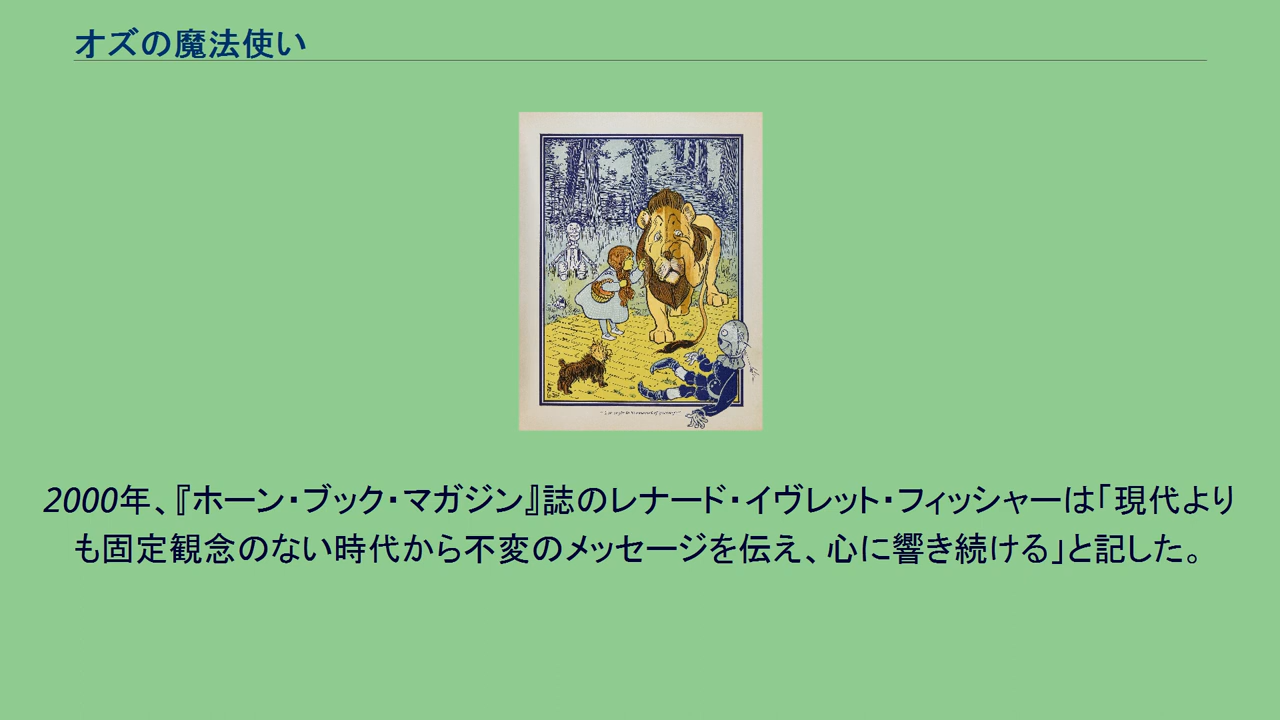 オズの魔法使い
2000年、『ホーン・ブック・マガジン』誌のレナード・イヴレット・フィッシャーは「現代より
も固定観念のない時代から不変のメッセージを伝え、心に響き続ける」と記した。